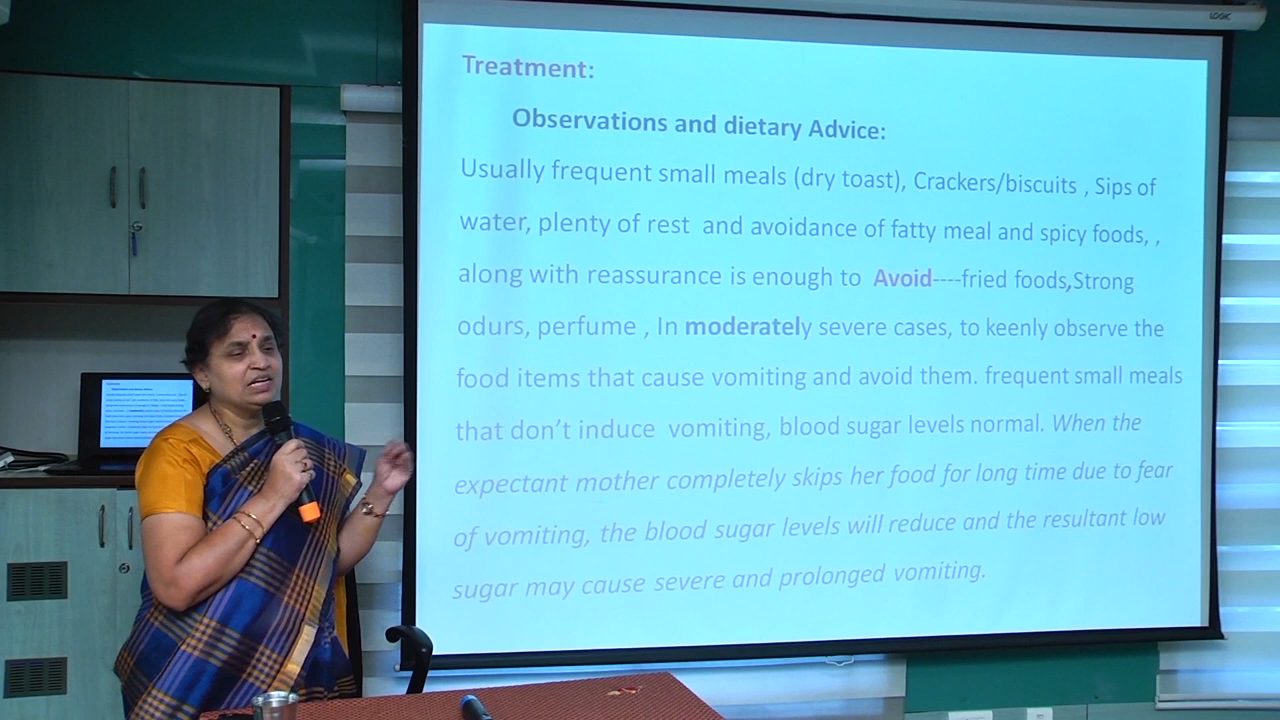 LOGIC
Treatment:
Observations and dietary Advice:
Usually frequent small meals (dry toast), Crackers/biscuits , Sips of
water, plenty of rest and avoidance of fatty meal and spicy foods, ,
along with reassurance is enough to Avoid----fried foods,Strong
odurs, perfume , In moderately severe cases, to keenly observe the
food items that cause vomiting and avoid then . frequent small meals
that don't induce vomiting, blood sugar levels normal. When the
expectant mother completely skips her food for long time due to fear
of vomiting, the blood sugar levels will reduce and the resultant low
sugar may cause severe and prolonged vomiting.